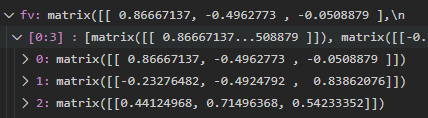 fv: matrix([[ 0.86667137, -0.4962773 , -0.0508879 ],\n
[0:3] : [matrix([[ 0.86667137...508879 ]]), matrix([[-0.
0: matrix([[ 0.86667137, -0.4962773 , -0.0508879 ]])
1: matrix([[-0.23276482, -0.4924792 , 0.83862076]])
2: matrix([[0.44124968, 0.71496368, 0.54233352]])